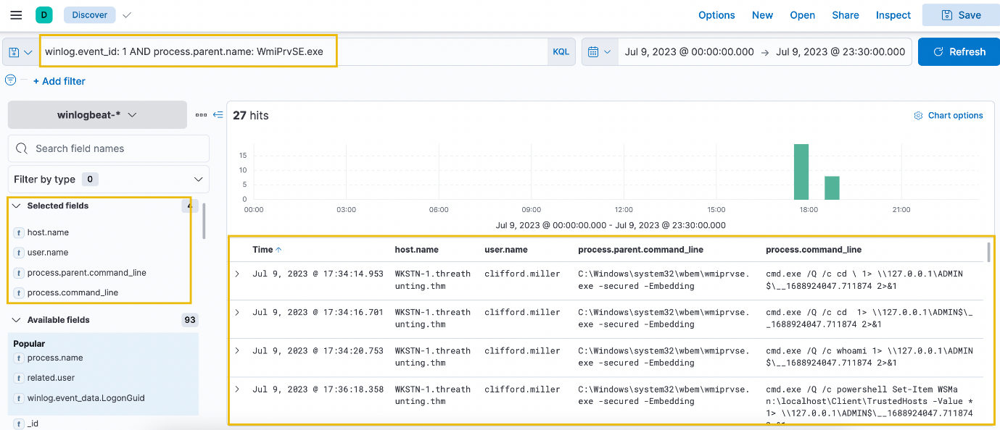 D Discover Options New Open Share Inspect Save
winlog.event_id: 1 AND process.parent.name: WmiPrvSE.exe KQL Jul 9, 2023 @ 00:00:00.000 → Jul 9, 2023 @ 23:30:00.000 Refresh
+ Add filter
winlogbeat-*
27 hits Chart options
Search field names
Filter by type 0
15
10
5
0
00:00 03:00 06:00 09:00 12:00 15:00 18:00 21:00
Jul 9, 2023 @ 00:00:00.000 - Jul 9, 2023 @ 23:30:00.000
Selected fields 4
t host.name
t user.name
t process.parent.command_line
t process.command_line
Available fields 93
Popular
t process.name
t related.user
t winlog.event_data.LogonGuid
t _id
Time host.name user.name process.parent.command_line process.command_line
Jul 9, 2023 @ 17:34:14.953 WKSTN-1.threath clifford.miller C:\Windows\system32\wbem\wmiprvse. cmd.exe /Q /c cd \ 1> \\127.0.0.1\ADMIN
unting.thm exe -secured -Embedding $\__1688924047.711874 2>&1
Jul 9, 2023 @ 17:34:16.701 WKSTN-1.threath clifford.miller C:\Windows\system32\wbem\wmiprvse. cmd.exe /Q /c cd  1> \\127.0.0.1\ADMIN$\_
unting.thm exe -secured -Embedding _1688924047.711874 2>&1
Jul 9, 2023 @ 17:34:20.753 WKSTN-1.threath clifford.miller C:\Windows\system32\wbem\wmiprvse. cmd.exe /Q /c whoami 1> \\127.0.0.1\ADMIN
unting.thm exe -secured -Embedding $\__1688924047.711874 2>&1
Jul 9, 2023 @ 17:36:18.358 WKSTN-1.threath clifford.miller C:\Windows\system32\wbem\wmiprvse. cmd.exe /Q /c powershell Set-Item WSMa
unting.thm exe -secured -Embedding n:\localhost\Client\TrustedHosts -Value *
1> \\127.0.0.1\ADMIN$\__1688924047.711874